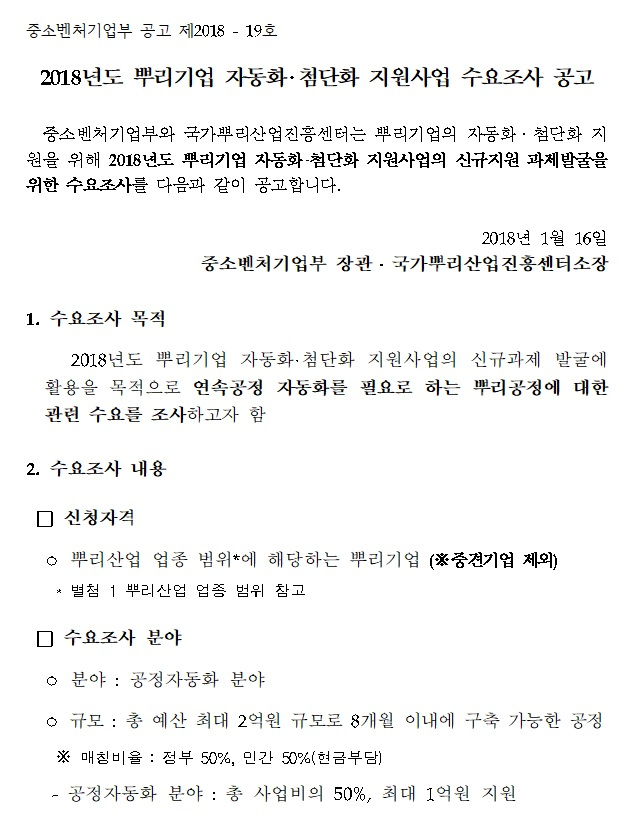 중소벤처기업부 공고 제2018 - 19호
2018년도 뿌리기업 자동화·첨단화 지원사업 수요조사 공고
중소벤처기업부와 국가뿌리산업진흥센터는 뿌리기업의 자동화·첨단화 지
원을 위해 2018년도 뿌리기업 자동화·첨단화 지원사업의 신규지원 과제발굴을
위한 수요조사를 다음과 같이 공고합니다.
2018년 1월 16일
중소벤처기업부 장관·국가뿌리산업진흥센터소장
1. 수요조사 목적
2018년도 뿌리기업 자동화·첨단화 지원사업의 신규과제 발굴에
활용을 목적으로 연속공정 자동화를 필요로 하는 뿌리공정에 대한
관련 수요를 조사하고자 함
2. 수요조사 내용
□ 신청자격
○ 뿌리산업 업종 범위*에 해당하는 뿌리기업 (※중견기업 제외)
* 별첨 1 뿌리산업 업종 범위 참고
□ 수요조사 분야
○ 분야 : 공정자동화 분야
○ 규모 : 총 예산 최대 2억원 규모로 8개월 이내에 구축 가능한 공정
※ 매칭비율 : 정부 50%, 민간 50%(현금부담)
- 공정자동화 분야 : 총 사업비의 50%, 최대 1억원 지원